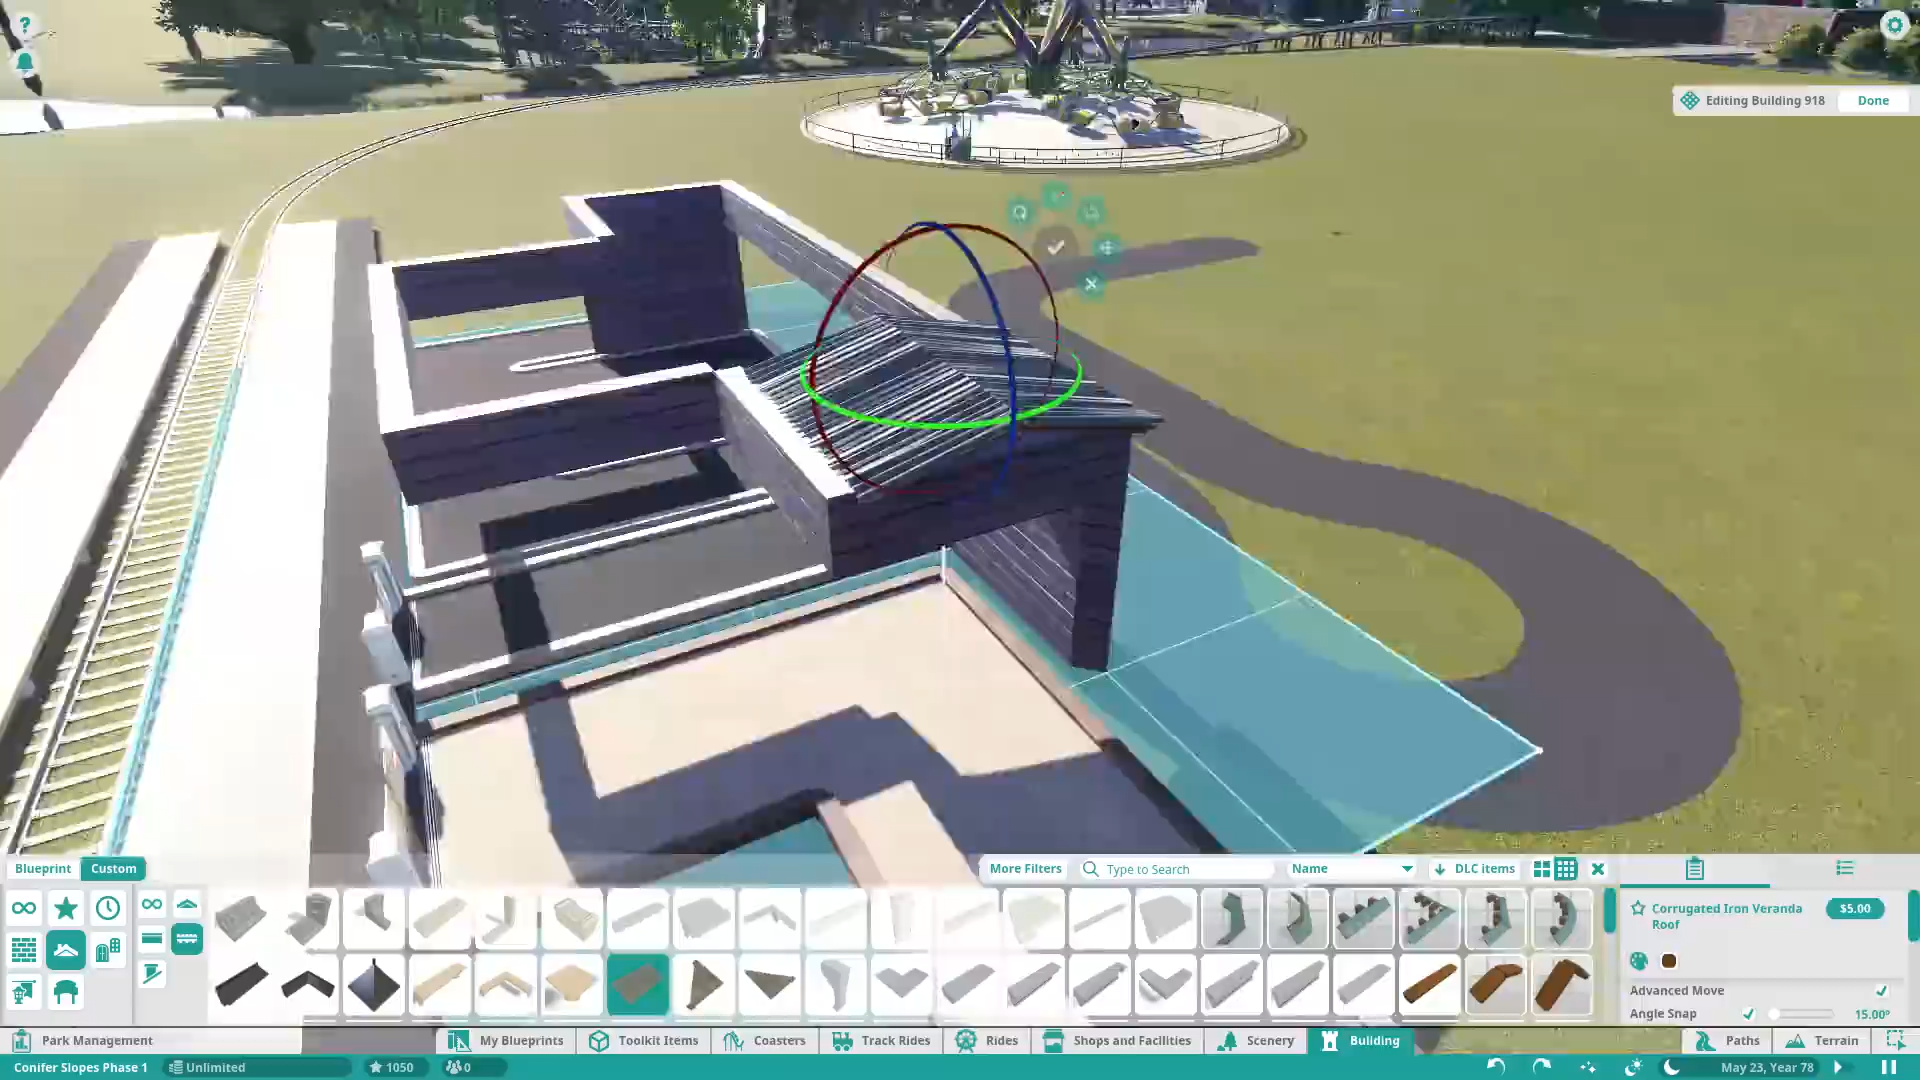 ?
Editing Building 918
Done
Blueprint
Custom
More Filters
Type to Search
Name
DLC items
Corrugated Iron Veranda
Roof
$5.00
Advanced Move
Angle Snap
15.00°
Park Management
My Blueprints
Toolkit Items
Coasters
Track Rides
Rides
Shops and Facilities
Scenery
Building
Paths
Terrain
Conifer Slopes Phase 1
Unlimited
1050
0
May 23, Year 78